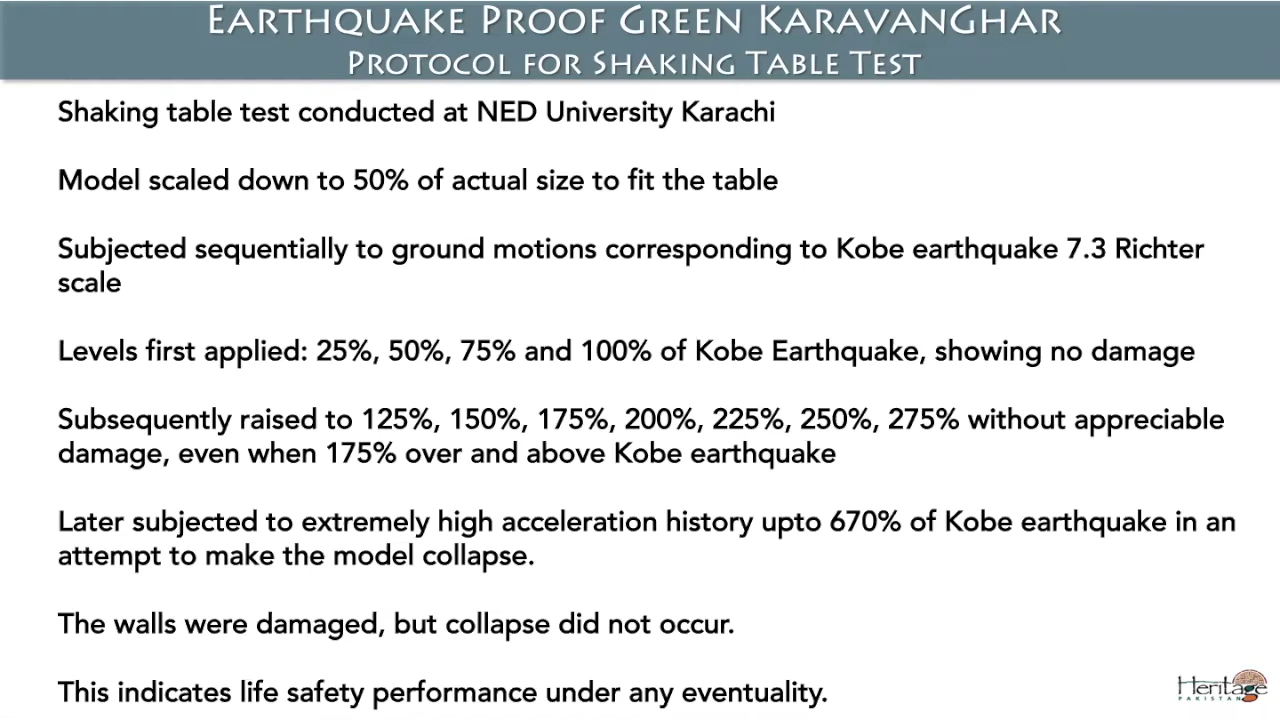 EARTHQUAKE PROOF GREEN KARAVANGHAR
PROTOCOL FOR SHAKING TABLE TEST
Shaking table test conducted at NED University Karachi
Model scaled down to 50% of actual size to fit the table
Subjected sequentially to ground motions corresponding to Kobe earthquake 7.3 Richter
scale
Levels first applied: 25%, 50%, 75% and 100% of Kobe Earthquake, showing no damage
Subsequently raised to 125%, 150%, 175%, 200%, 225%, 250%, 275% without appreciable
damage, even when 175% over and above Kobe earthquake
Later subjected to extremely high acceleration history upto 670% of Kobe earthquake in an
attempt to make the model collapse.
The walls were damaged, but collapse did not occur.
This indicates life safety performance under any eventuality.
Heritage
PAKISTAN